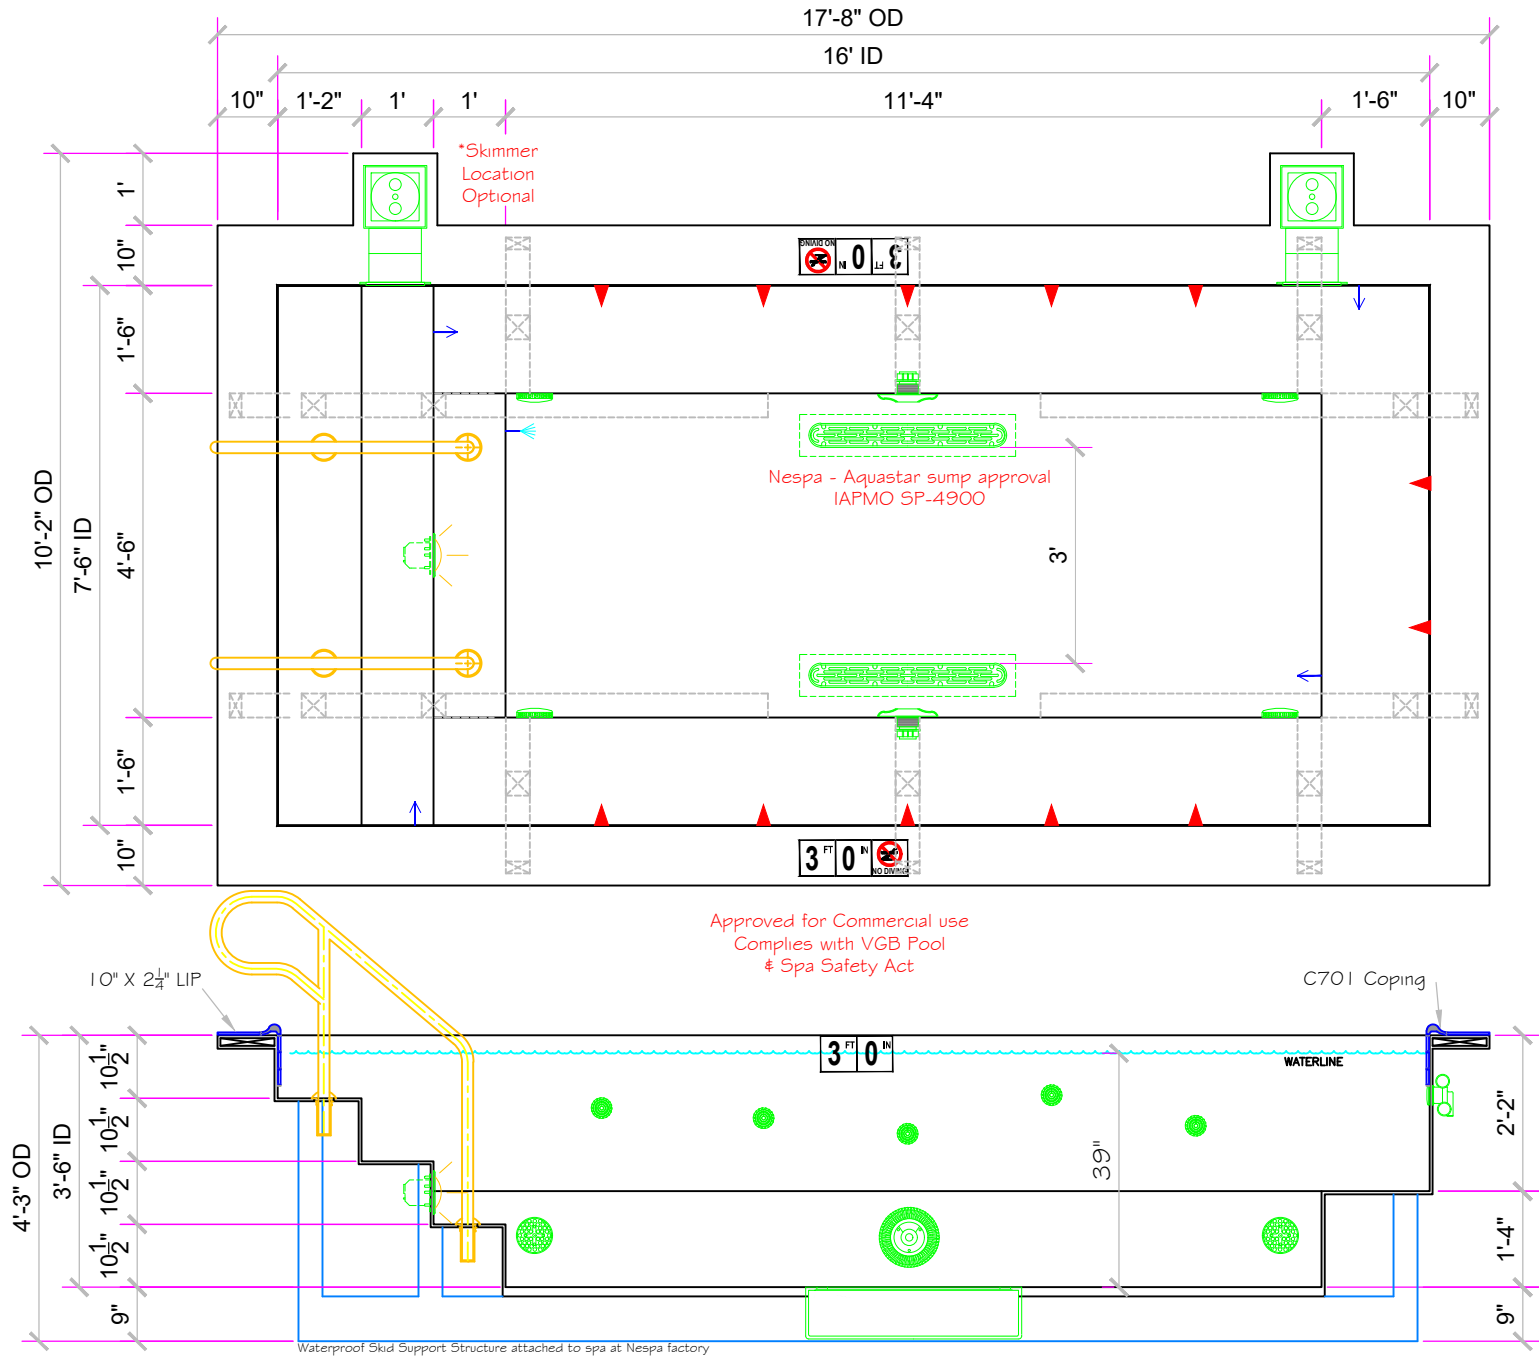 17'-8" OD
16' ID
10"
1'-2"
1'
1'
11'-4"
1'-6"
10"
*Skimmer
Location
Optional
1'
10"
1'-6"
4'-6"
1'-6"
10"
10'-2" OD
7'-6" ID
NO DIVING 0 IN 3 FT
Nespa - Aquastar sump approval
IAPMO SP-4900
3'
3 FT 0 IN NO DIVING
Approved for Commercial use
Complies with VGB Pool
& Spa Safety Act
10" X 2¼" LIP
C701 Coping
3 FT 0 IN
WATERLINE
4'-3" OD
3'-6" ID
10½"
10½"
10½"
10½"
9"
39"
2'-2"
1'-4"
9"
Waterproof Skid Support Structure attached to spa at Nespa factory